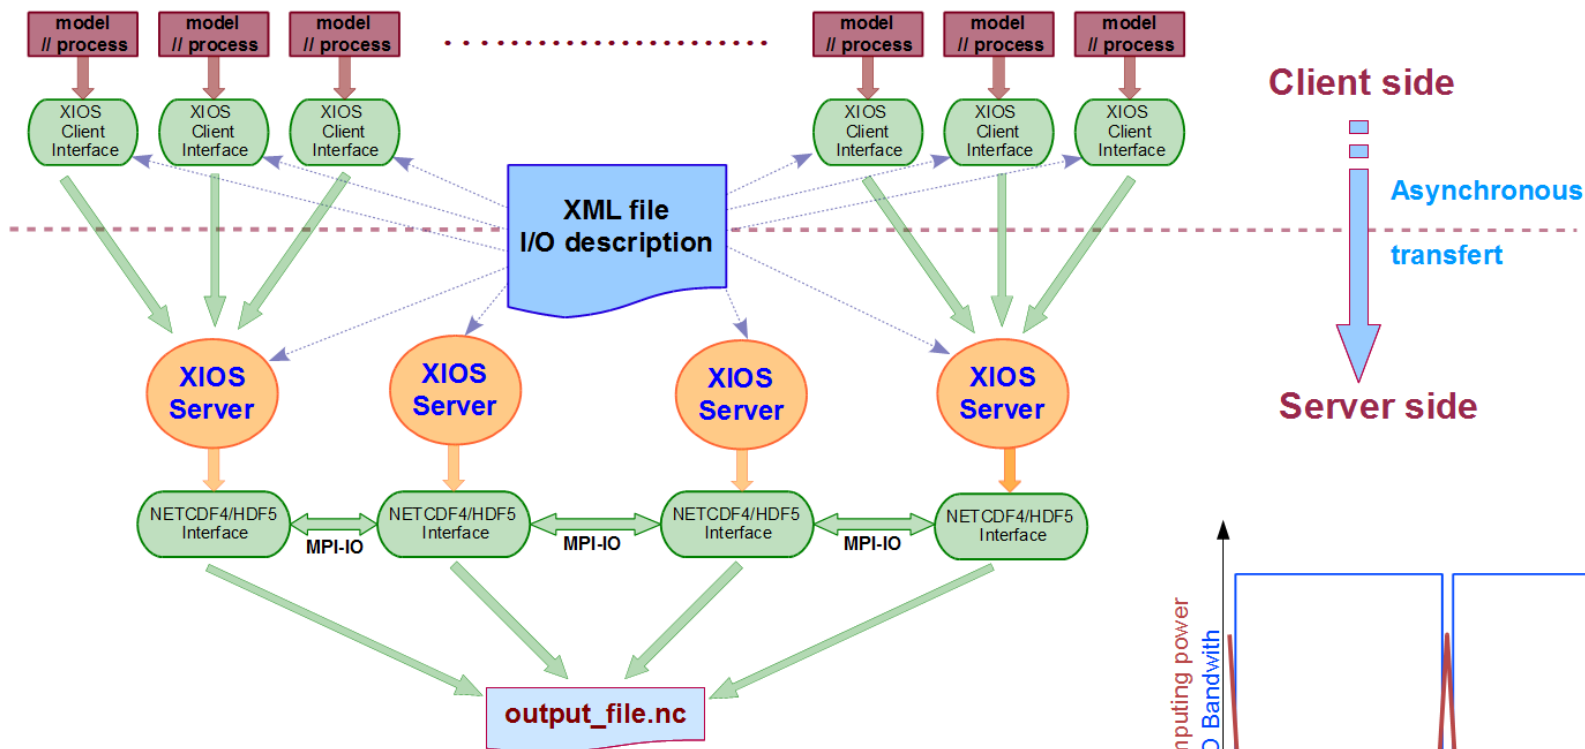 model
// process
model
// process
model
// process
model
// process
model
// process
model
// process
XIOS
Client
Interface
XIOS
Client
Interface
XIOS
Client
Interface
XIOS
Client
Interface
XIOS
Client
Interface
XIOS
Client
Interface
Client side
XML file
I/O description
Asynchronous
transfert
XIOS
Server
XIOS
Server
XIOS
Server
XIOS
Server
Server side
NETCDF4/HDF5
Interface
NETCDF4/HDF5
Interface
NETCDF4/HDF5
Interface
NETCDF4/HDF5
Interface
MPI-IO
MPI-IO
MPI-IO
output_file.nc
power
Bandwith